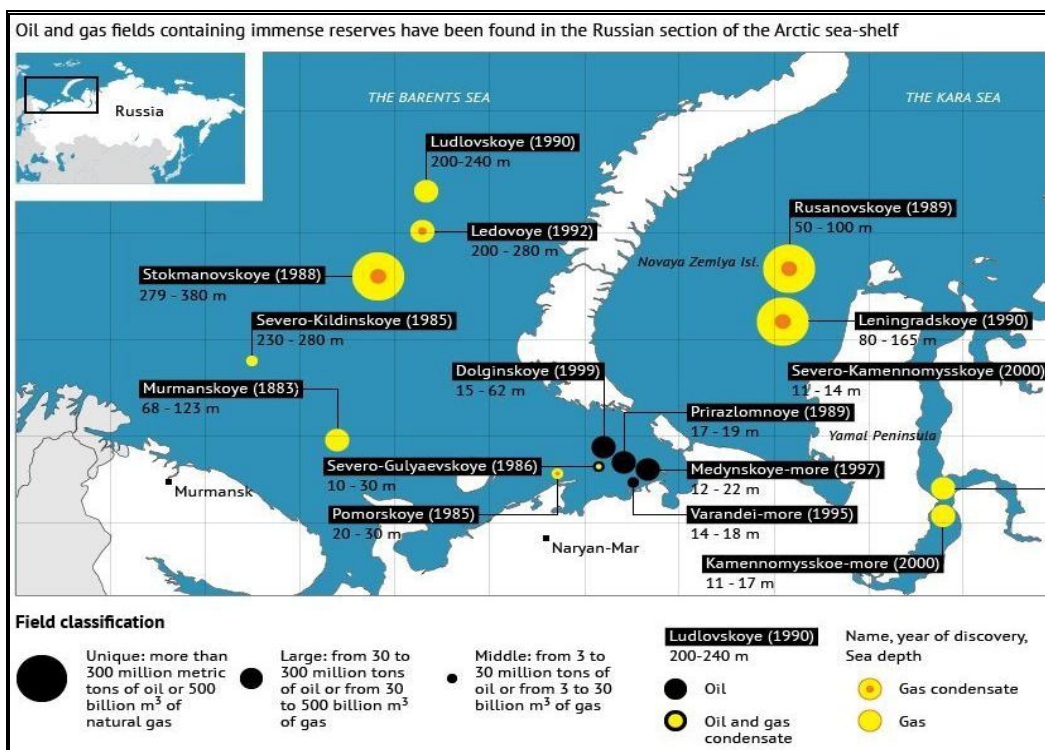 Oil and gas fields containing immense reserves have been found in the Russian section of the Arctic sea-shelf
Russia
THE BARENTS SEA
THE KARA SEA
Ludlovskoye (1990)
200-240 m
Ledovoye (1992)
200 - 280 m
Rusanovskoye (1989)
50 - 100 m
Novaya Zemlya Isl.
Stokmanovskoye (1988)
279 - 380 m
Severo-Kildinskoye (1985)
230 - 280 m
Leningradskoye (1990)
80 - 165 m
Dolginskoye (1999)
15 - 62 m
Severo-Kamennomysskoye (2000)
11 - 14 m
Murmanskoye (1883)
68 - 123 m
Prirazlomnoye (1989)
17 - 19 m
Yamal Peninsula
Severo-Gulyaevskoye (1986)
10 - 30 m
Medynskoye-more (1997)
12 - 22 m
Murmansk
Pomorskoye (1985)
20 - 30 m
Varandei-more (1995)
14 - 18 m
Naryan-Mar
Kamennomysskoe-more (2000)
11 - 17 m
Field classification
Unique: more than
300 million metric
tons of oil or 500
billion m³ of
natural gas
Large: from 30 to
300 million tons
of oil or from 30
to 500 billion m³
of gas
Middle: from 3 to
30 million tons of
oil or from 3 to 30
billion m³ of gas
Ludlovskoye (1990)
200-240 m
Name, year of discovery,
Sea depth
Oil
Gas condensate
Oil and gas
condensate
Gas